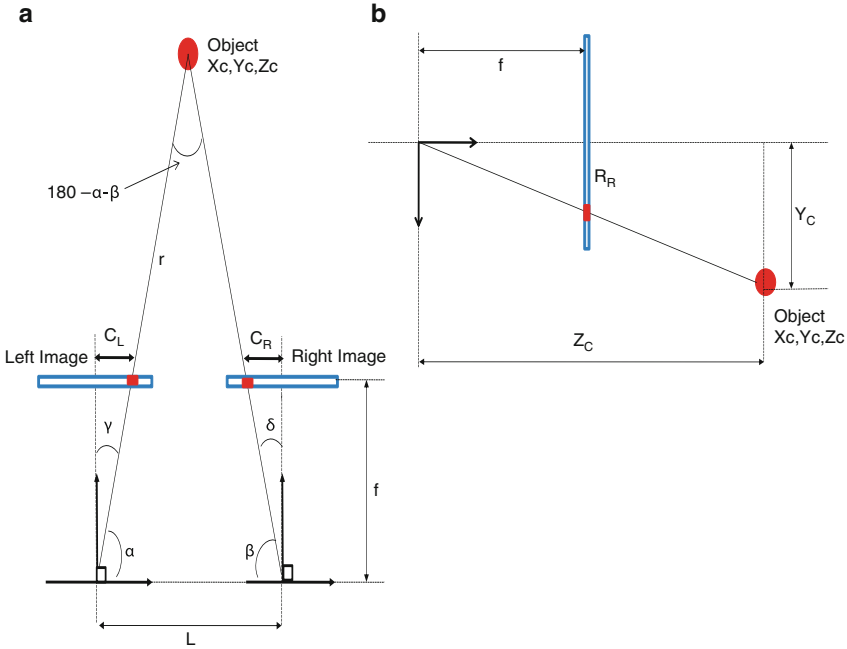 a
Object
Xc,Yc,Zc
180 –α-β
r
C_L
C_R
Left Image
Right Image
γ
δ
f
α
β
L
b
f
R_R
Y_C
Object
Xc,Yc,Zc
Z_C